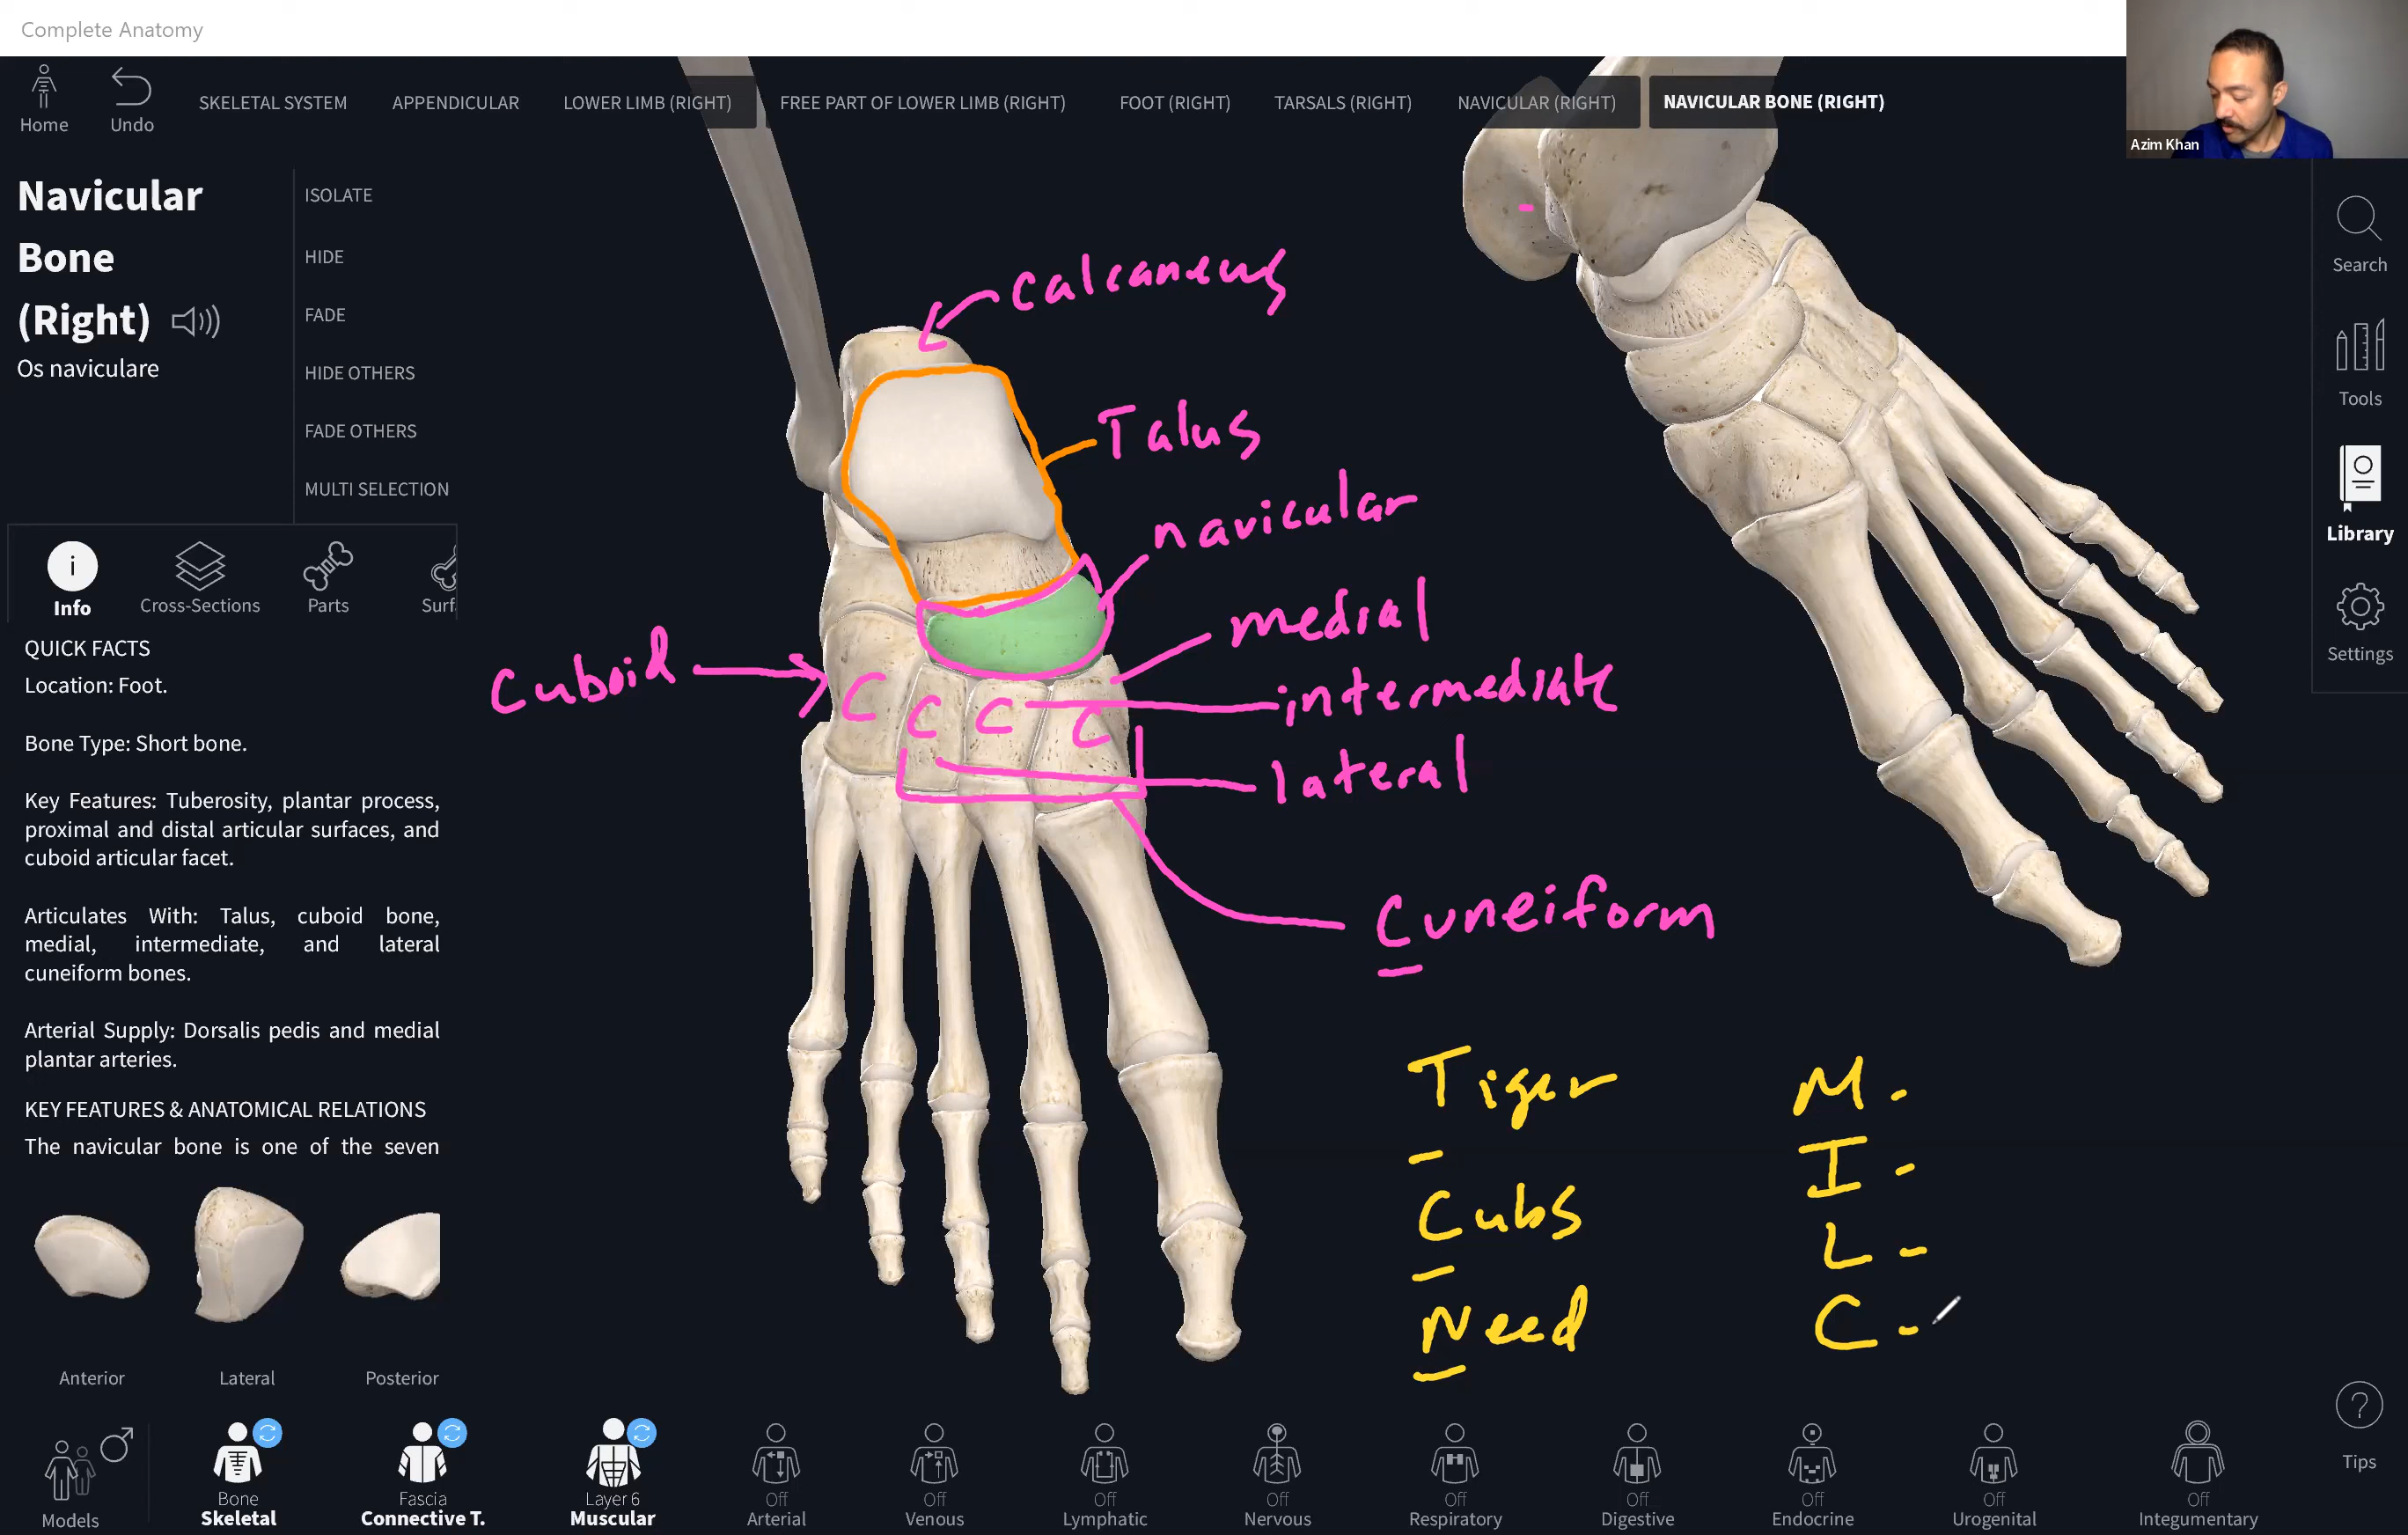 Complete Anatomy
Home
Undo
SKELETAL SYSTEM
APPENDICULAR
LOWER LIMB (RIGHT)
FREE PART OF LOWER LIMB (RIGHT)
FOOT (RIGHT)
TARSALS (RIGHT)
NAVICULAR (RIGHT)
NAVICULAR BONE (RIGHT)
Azim Khan
Navicular
Bone
(Right)
Os naviculare
ISOLATE
HIDE
FADE
HIDE OTHERS
FADE OTHERS
MULTI SELECTION
Info
Cross-Sections
Parts
Surf
QUICK FACTS
Location: Foot.
Bone Type: Short bone.
Key Features: Tuberosity, plantar process,
proximal and distal articular surfaces, and
cuboid articular facet.
Articulates With: Talus, cuboid bone,
medial, intermediate, and lateral
cuneiform bones.
Arterial Supply: Dorsalis pedis and medial
plantar arteries.
KEY FEATURES & ANATOMICAL RELATIONS
The navicular bone is one of the seven
Anterior
Lateral
Posterior
Calcaneus
Talus
navicular
medial
intermediate
lateral
Cuboid
C C C C
Cuneiform
Tiger
Cubs
Need
M -
I -
L -
C -
Search
Tools
Library
Settings
Tips
Models
Bone
Skeletal
Fascia
Connective T.
Layer 6
Muscular
Off
Arterial
Off
Venous
Off
Lymphatic
Off
Nervous
Off
Respiratory
Off
Digestive
Off
Endocrine
Off
Urogenital
Off
Integumentary